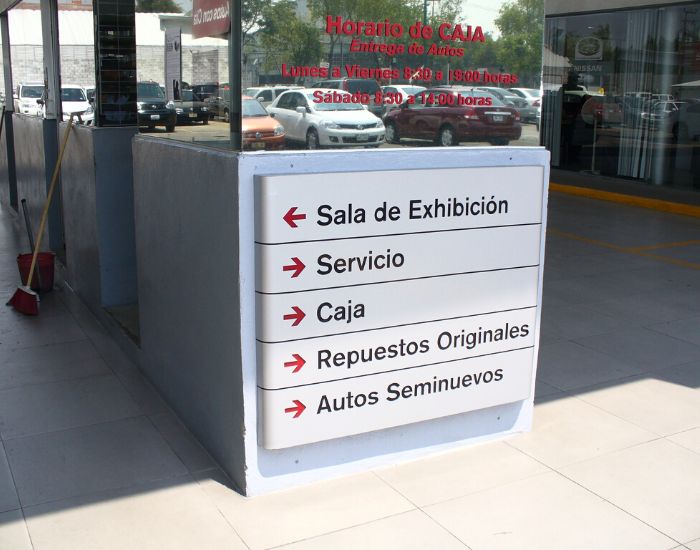 Horario de CAJA
Entrega de Autos
Lunes a Viernes 8:30 a 19:00 horas
Sábado 8:30 a 14:00 horas
NISSAN
← Sala de Exhibición
→ Servicio
→ Caja
→ Repuestos Originales
→ Autos Seminuevos